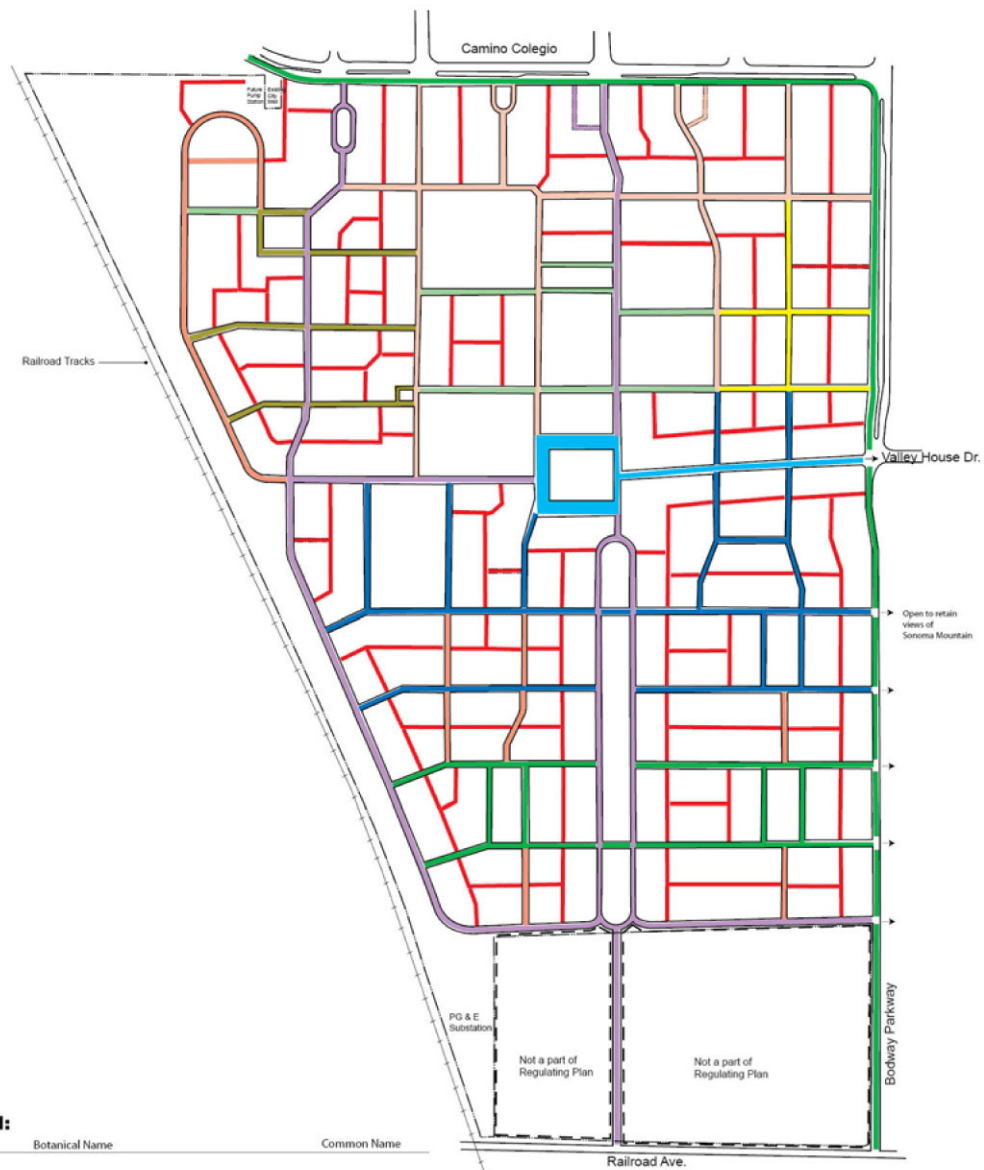 Camino Colegio
Future
Pump
Station
Existing
City
Well
Railroad Tracks
Valley House Dr.
Open to retain
views of
Sonoma Mountain
PG & E
Substation
Not a part of
Regulating Plan
Not a part of
Regulating Plan
Bodway Parkway
Botanical Name
Common Name
Railroad Ave.